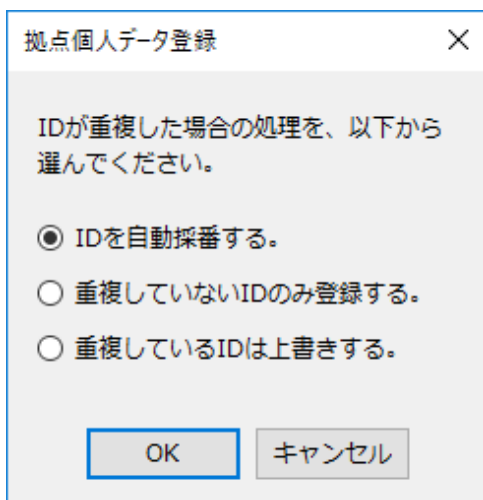 拠点個人データ登録
IDが重複した場合の処理を、以下から
選んでください。
IDを自動採番する。
重複していないIDのみ登録する。
重複しているIDは上書きする。
OK
キャンセル